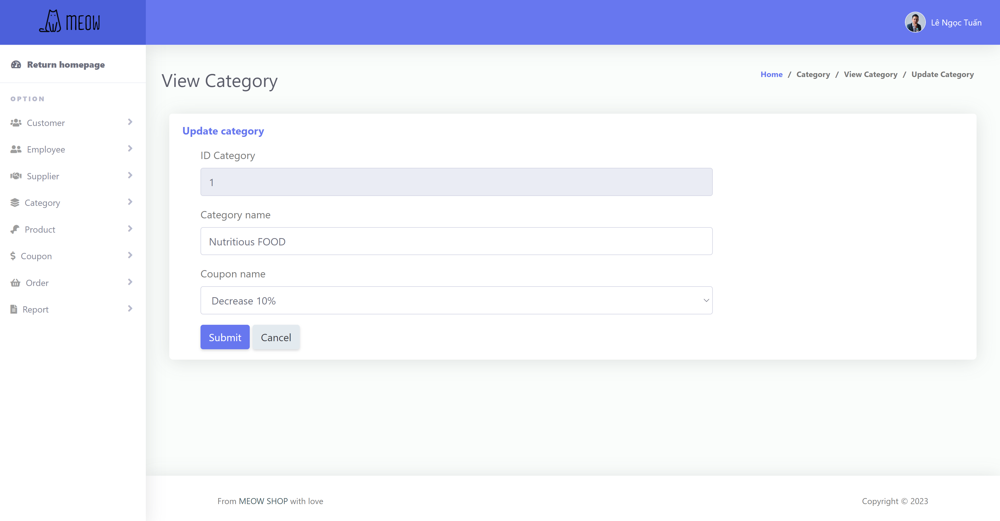 MEOW
Lê Ngọc Tuấn
Return homepage
OPTION
Customer
Employee
Supplier
Category
Product
Coupon
Order
Report
View Category
Home / Category / View Category / Update Category
Update category
ID Category
1
Category name
Nutritious FOOD
Coupon name
Decrease 10%
Submit Cancel
From MEOW SHOP with love
Copyright © 2023